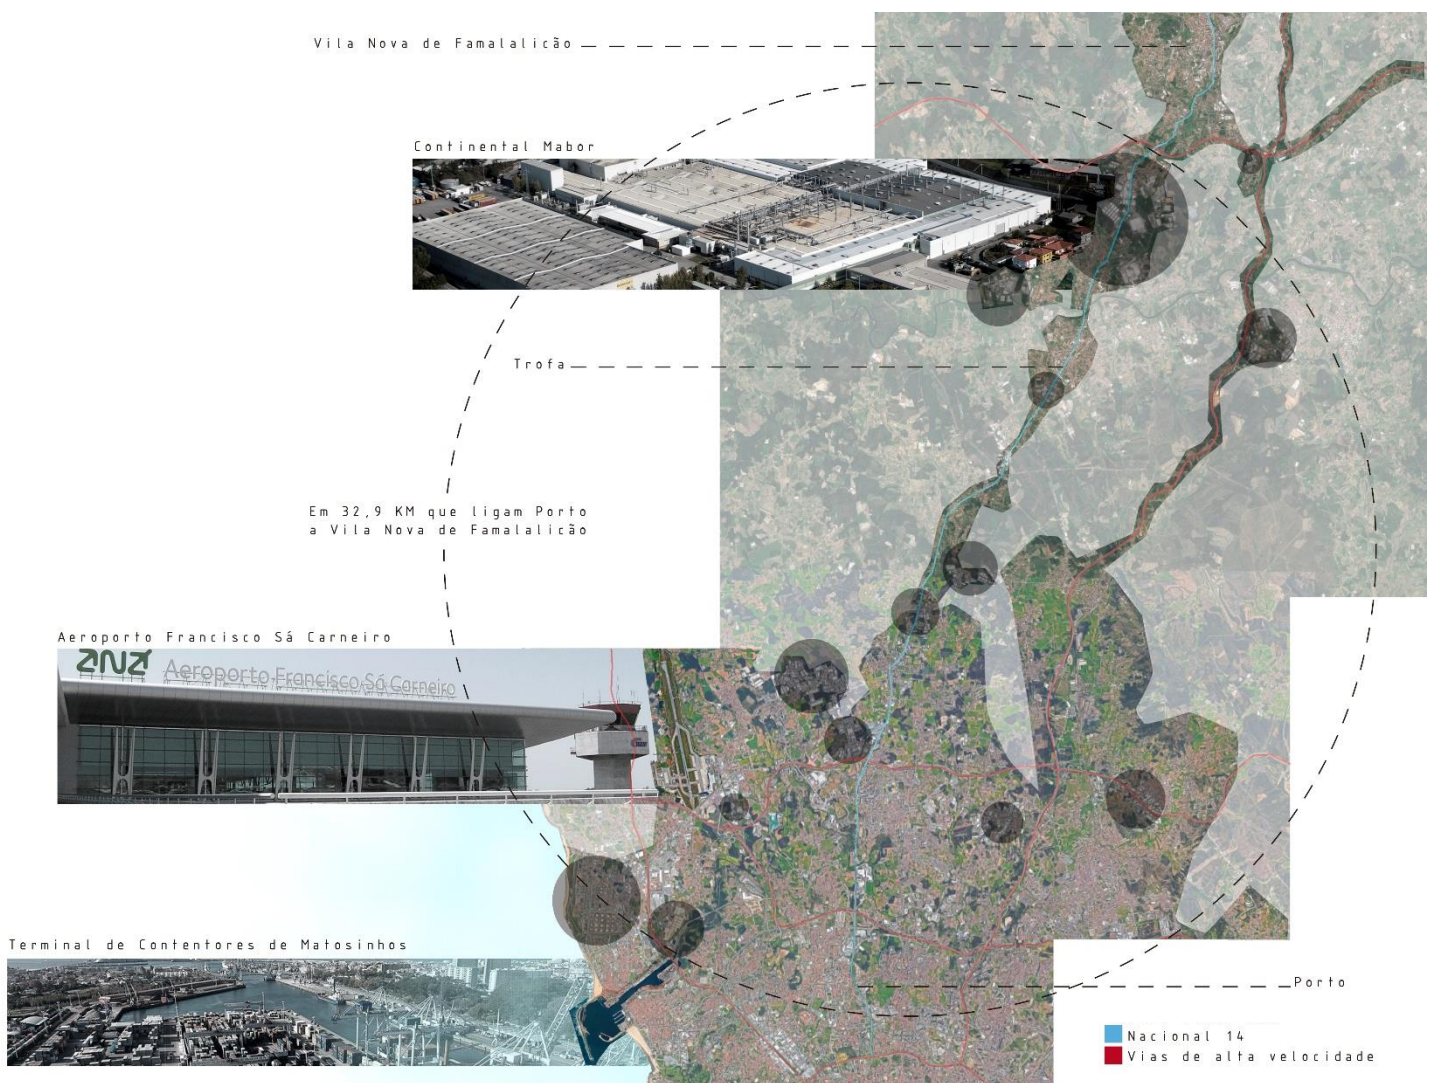 Vila Nova de Famalalicão
Continental Mabor
Trofa
Em 32,9 KM que ligam Porto
a Vila Nova de Famalalicão
Aeroporto Francisco Sá Carneiro
ANA Aeroporto Francisco Sá Carneiro
Terminal de Contentores de Matosinhos
Porto
Nacional 14
Vias de alta velocidade